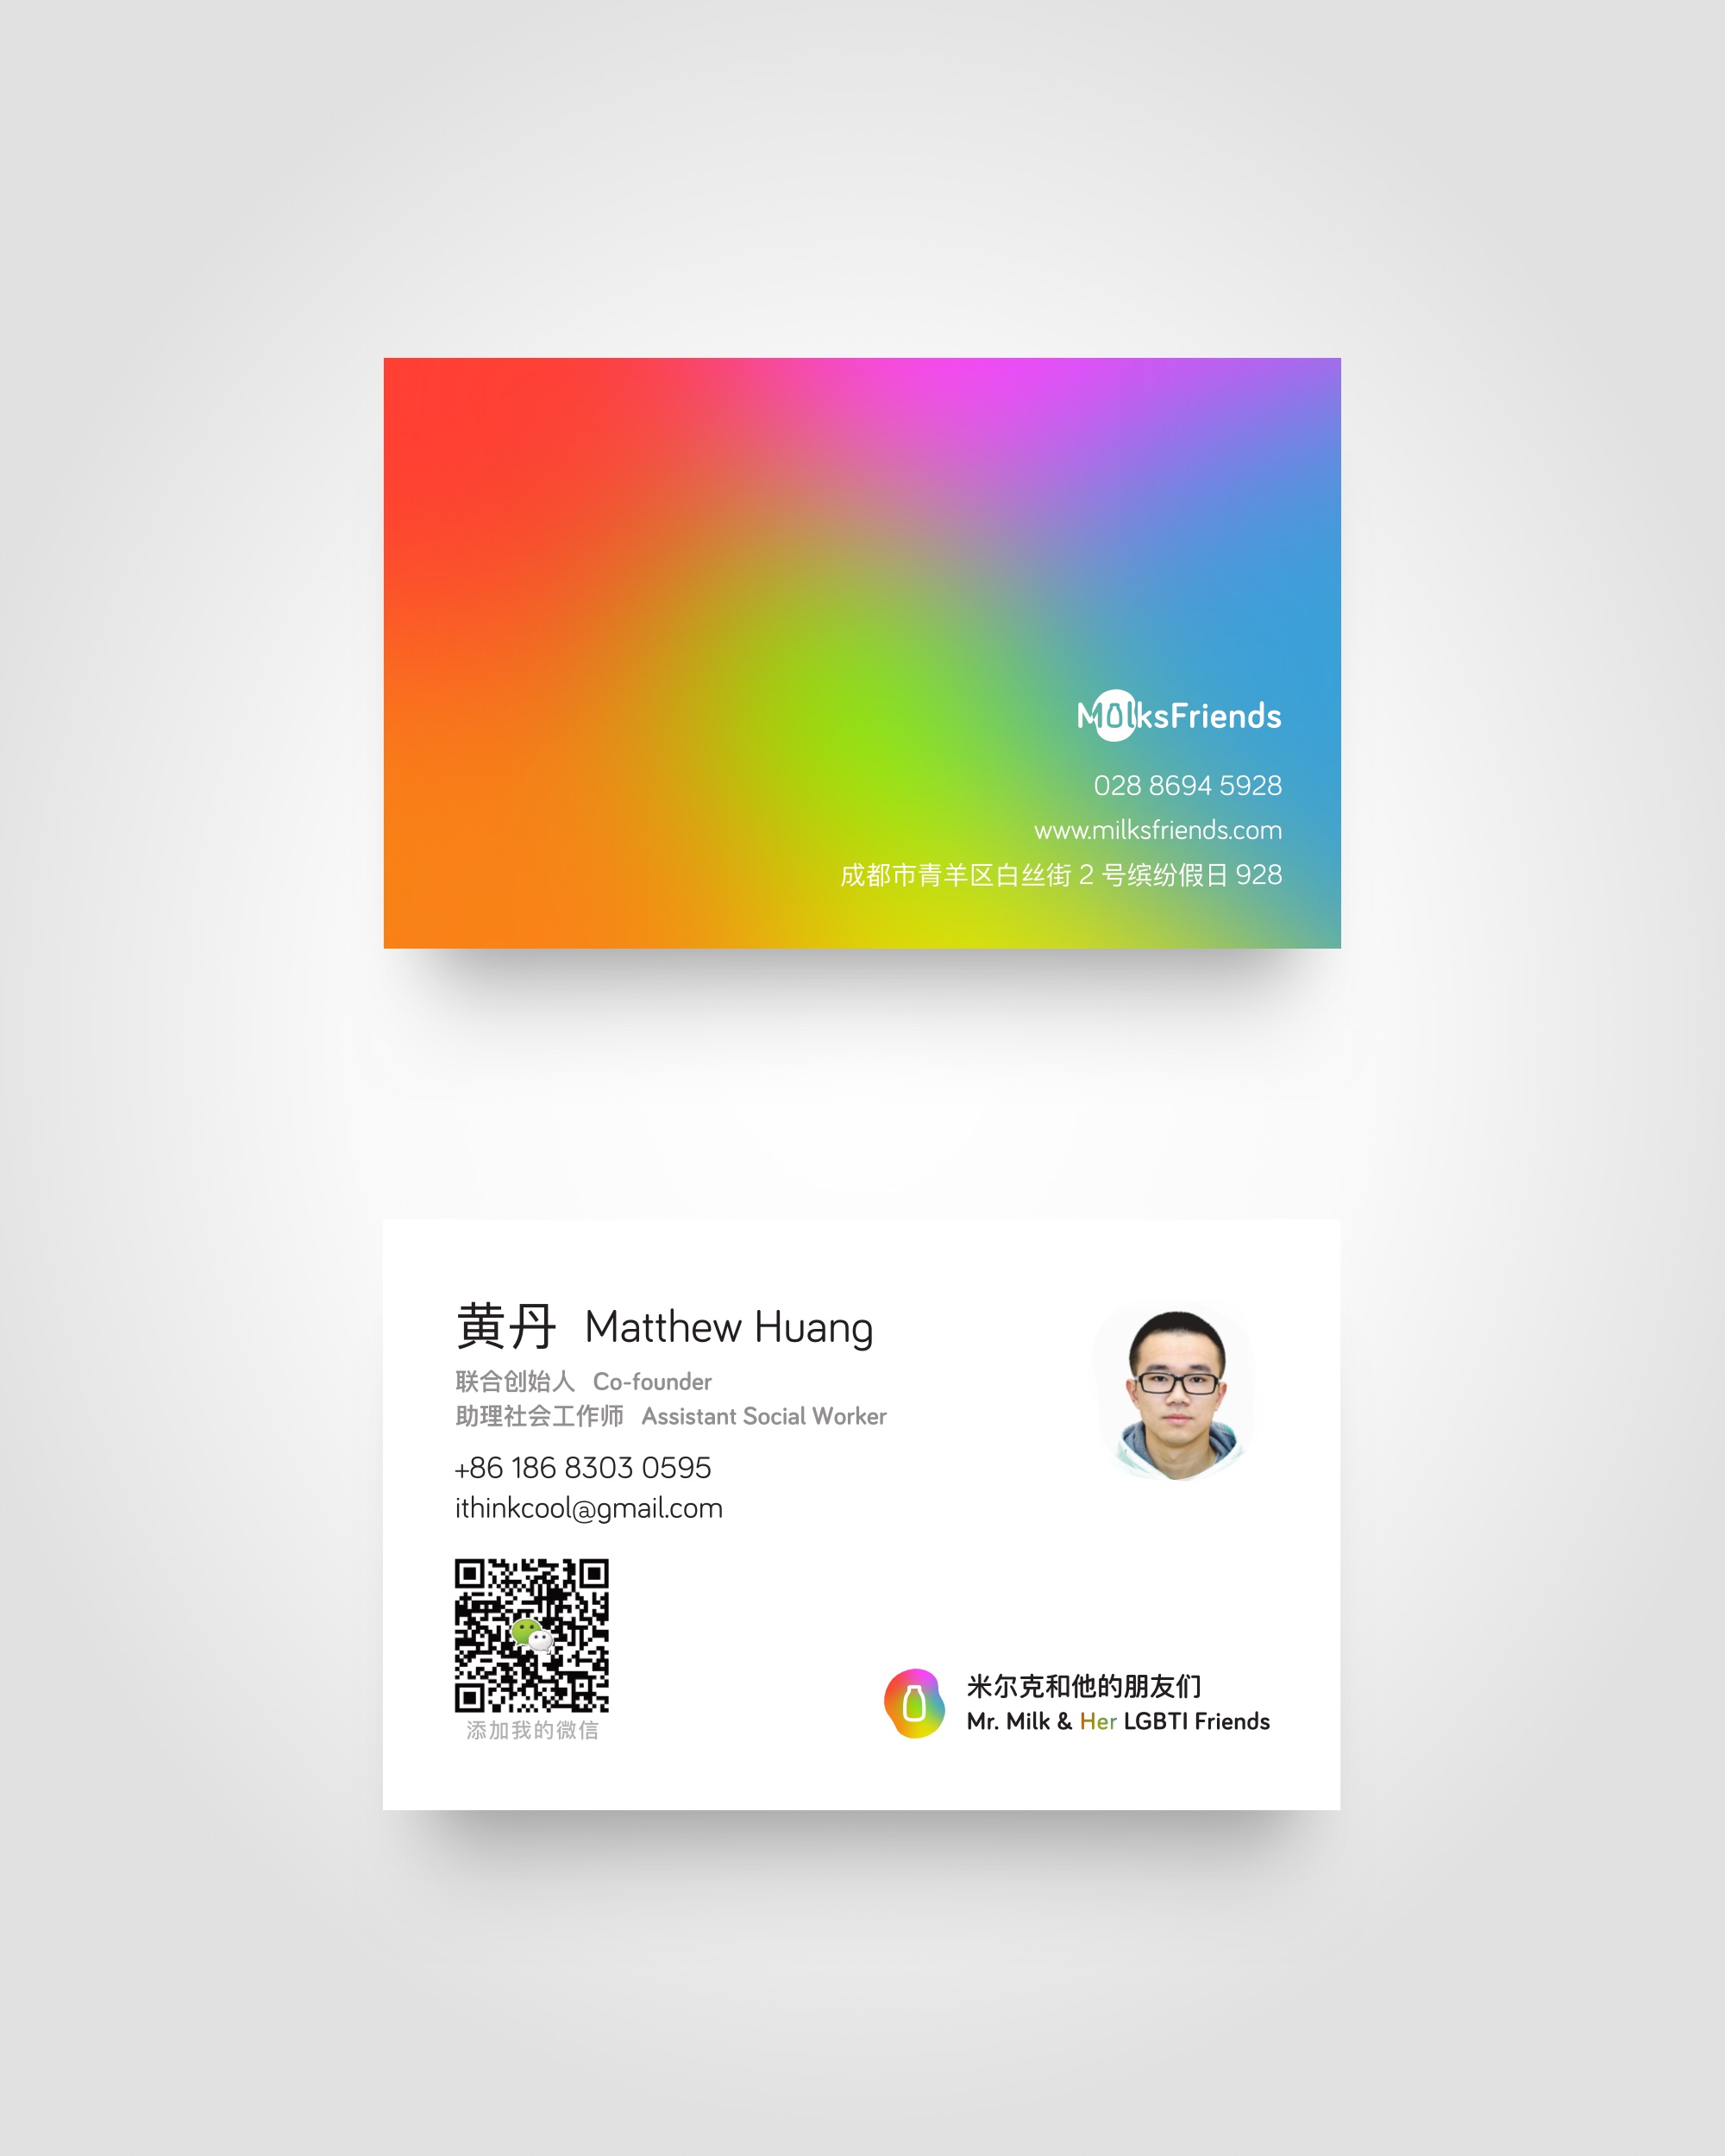 MilksFriends
028 8694 5928
www.milksfriends.com
成都市青羊区白丝街 2 号缤纷假日 928
黄丹 Matthew Huang
联合创始人 Co-founder
助理社会工作师 Assistant Social Worker
+86 186 8303 0595
ithinkcool@gmail.com
添加我的微信
米尔克和他的朋友们
Mr. Milk & Her LGBTI Friends